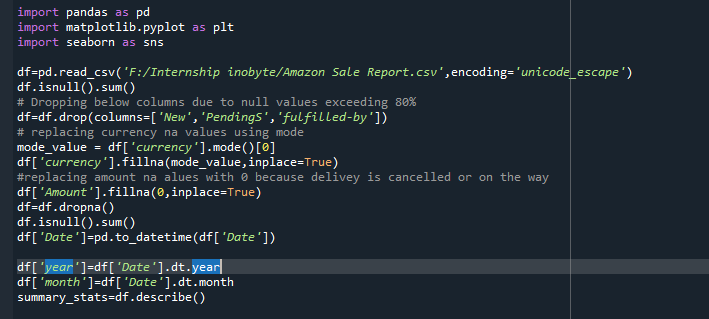 import pandas as pd
import matplotlib.pyplot as plt
import seaborn as sns
df=pd.read_csv('F:/Internship inobyte/Amazon Sale Report.csv',encoding='unicode_escape')
df.isnull().sum()
# Dropping below columns due to null values exceeding 80%
df=df.drop(columns=['New','PendingS','fulfilled-by'])
# replacing currency na values using mode
mode_value = df['currency'].mode()[0]
df['currency'].fillna(mode_value,inplace=True)
#replacing amount na alues with 0 because delivey is cancelled or on the way
df['Amount'].fillna(0,inplace=True)
df=df.dropna()
df.isnull().sum()
df['Date']=pd.to_datetime(df['Date'])
df['year']=df['Date'].dt.year
df['month']=df['Date'].dt.month
summary_stats=df.describe()